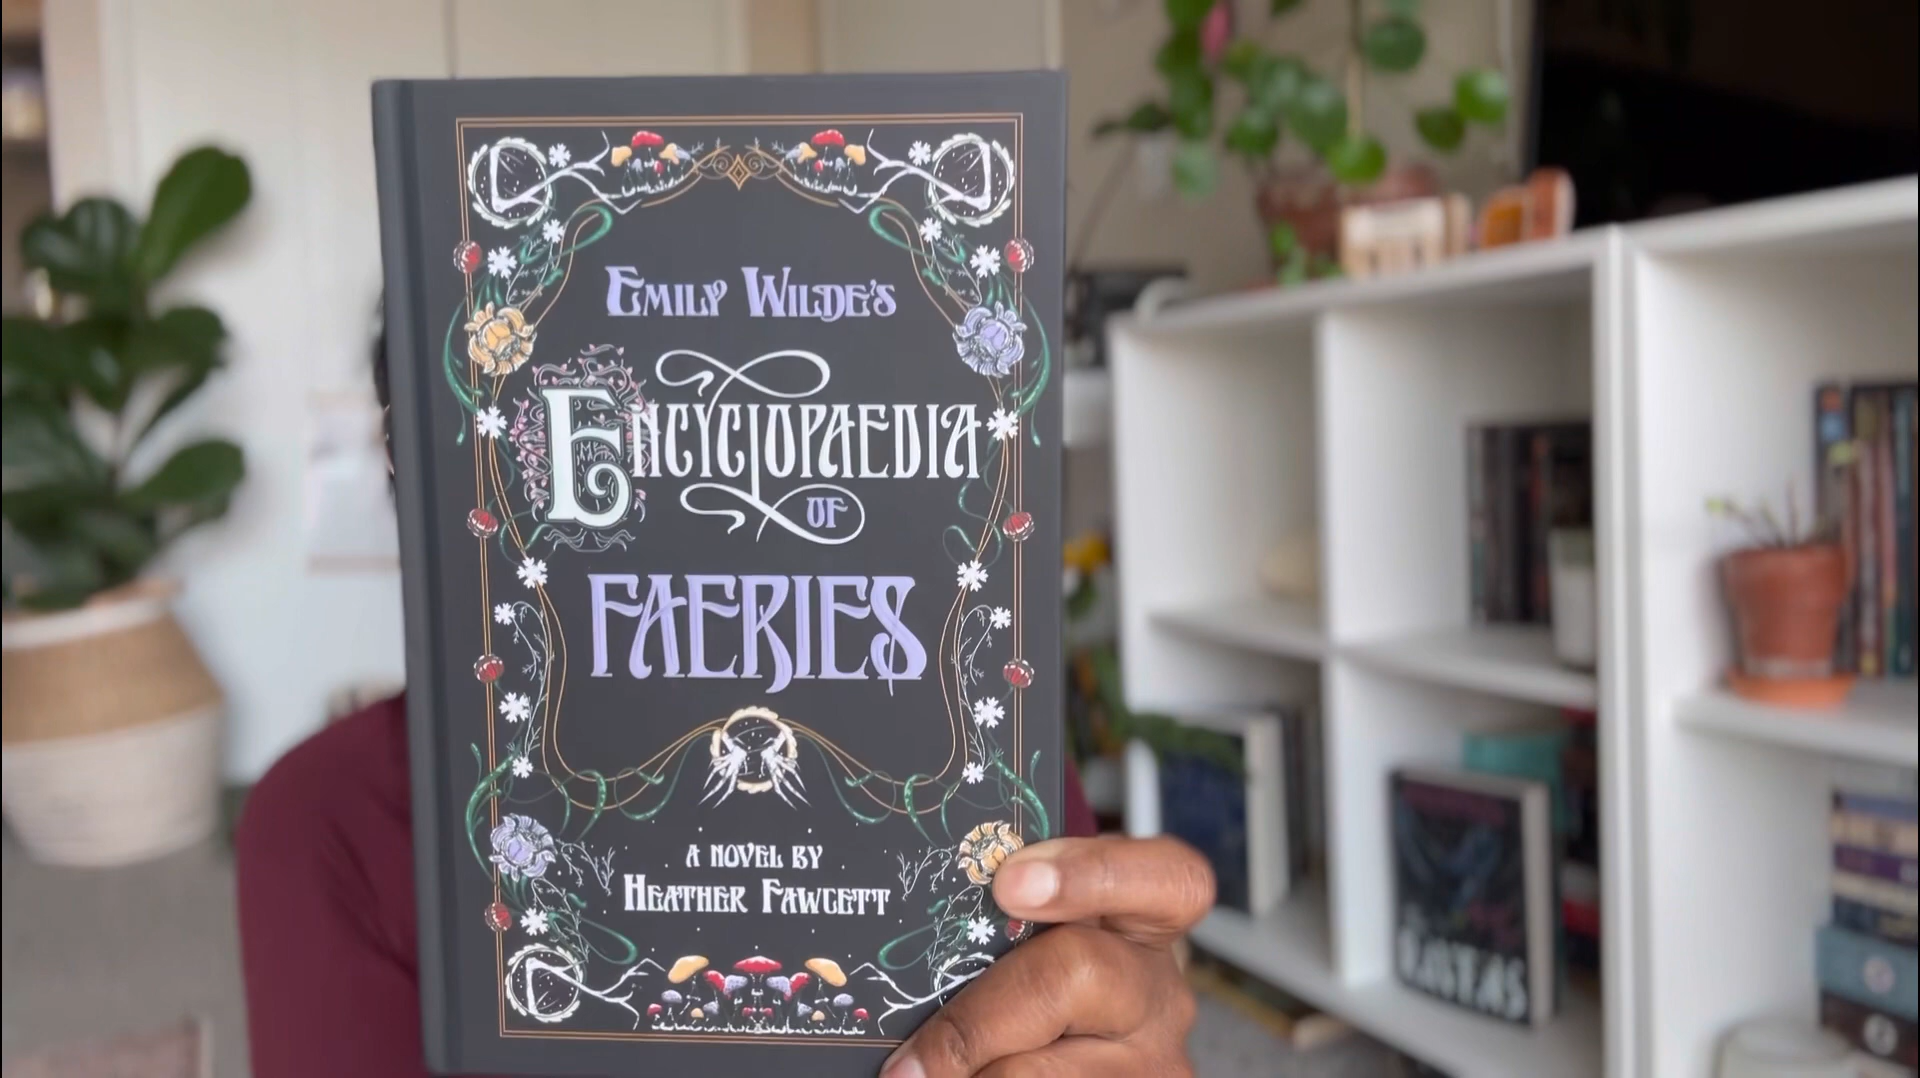 Emily Wilde's
Encyclopaedia
of
Faeries
A novel by
Heather Fawcett